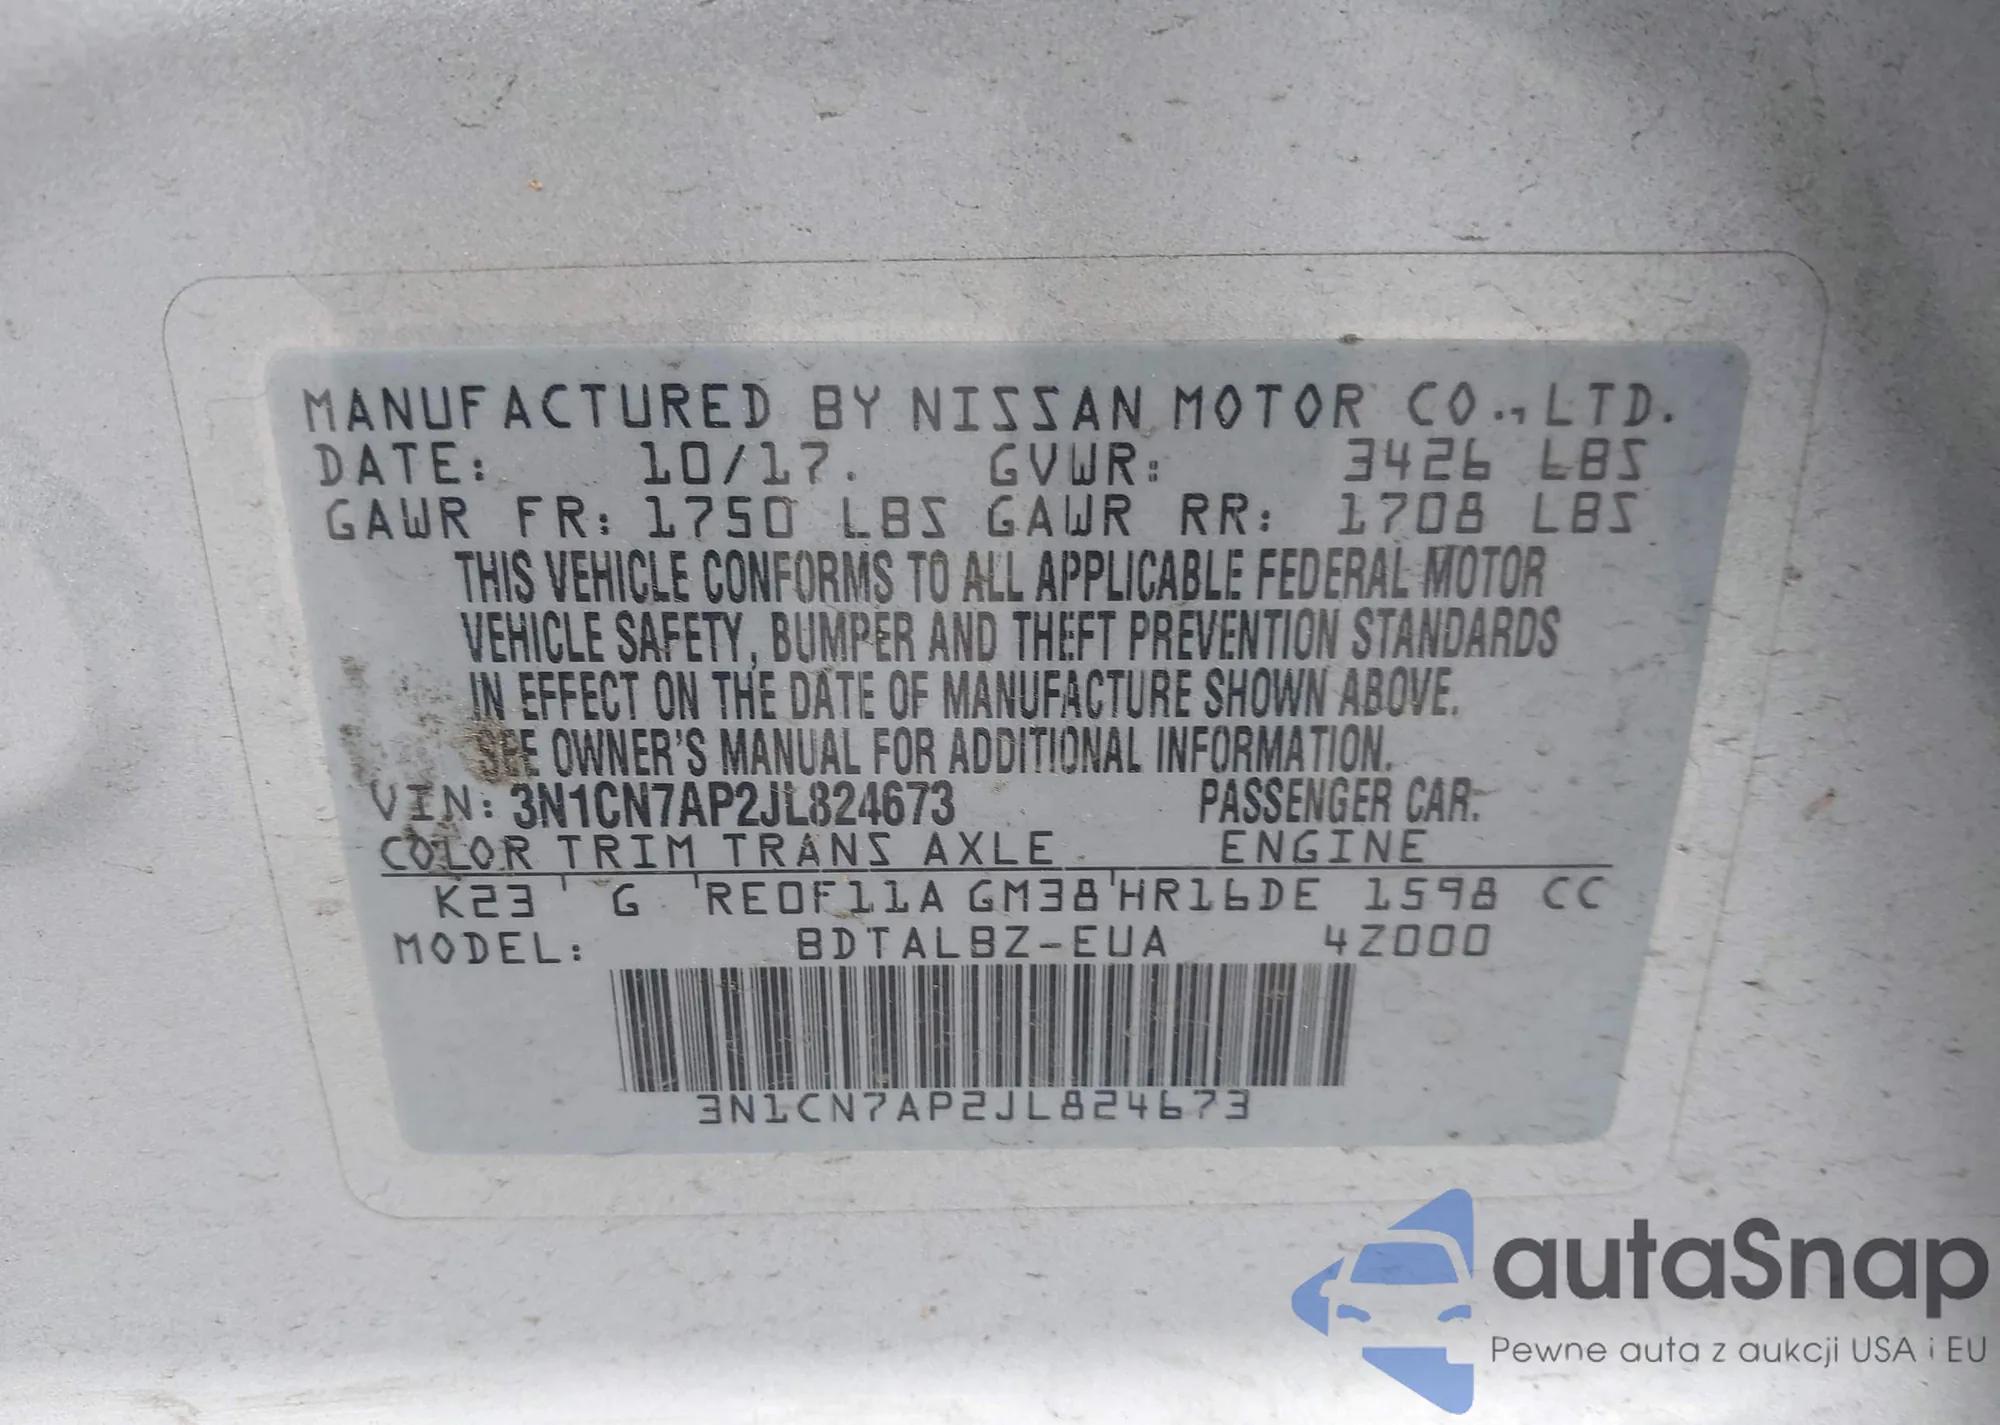 MANUFACTURED BY NISSAN MOTOR CO., LTD.
DATE: 10/17. GVWR: 3426 LBS
GAWR FR: 1750 LBS GAWR RR: 1708 LBS
THIS VEHICLE CONFORMS TO ALL APPLICABLE FEDERAL MOTOR
VEHICLE SAFETY, BUMPER AND THEFT PREVENTION STANDARDS
IN EFFECT ON THE DATE OF MANUFACTURE SHOWN ABOVE.
SEE OWNER'S MANUAL FOR ADDITIONAL INFORMATION.
VIN: 3N1CN7AP2JL824673 PASSENGER CAR.
COLOR TRIM TRANS AXLE ENGINE
K23 G RE0F11A GM38 HR16DE 1598 CC
MODEL: BDTALBZ-EUA 4Z000
3N1CN7AP2JL824673
autaSnap
Pewne auta z aukcji USA i EU